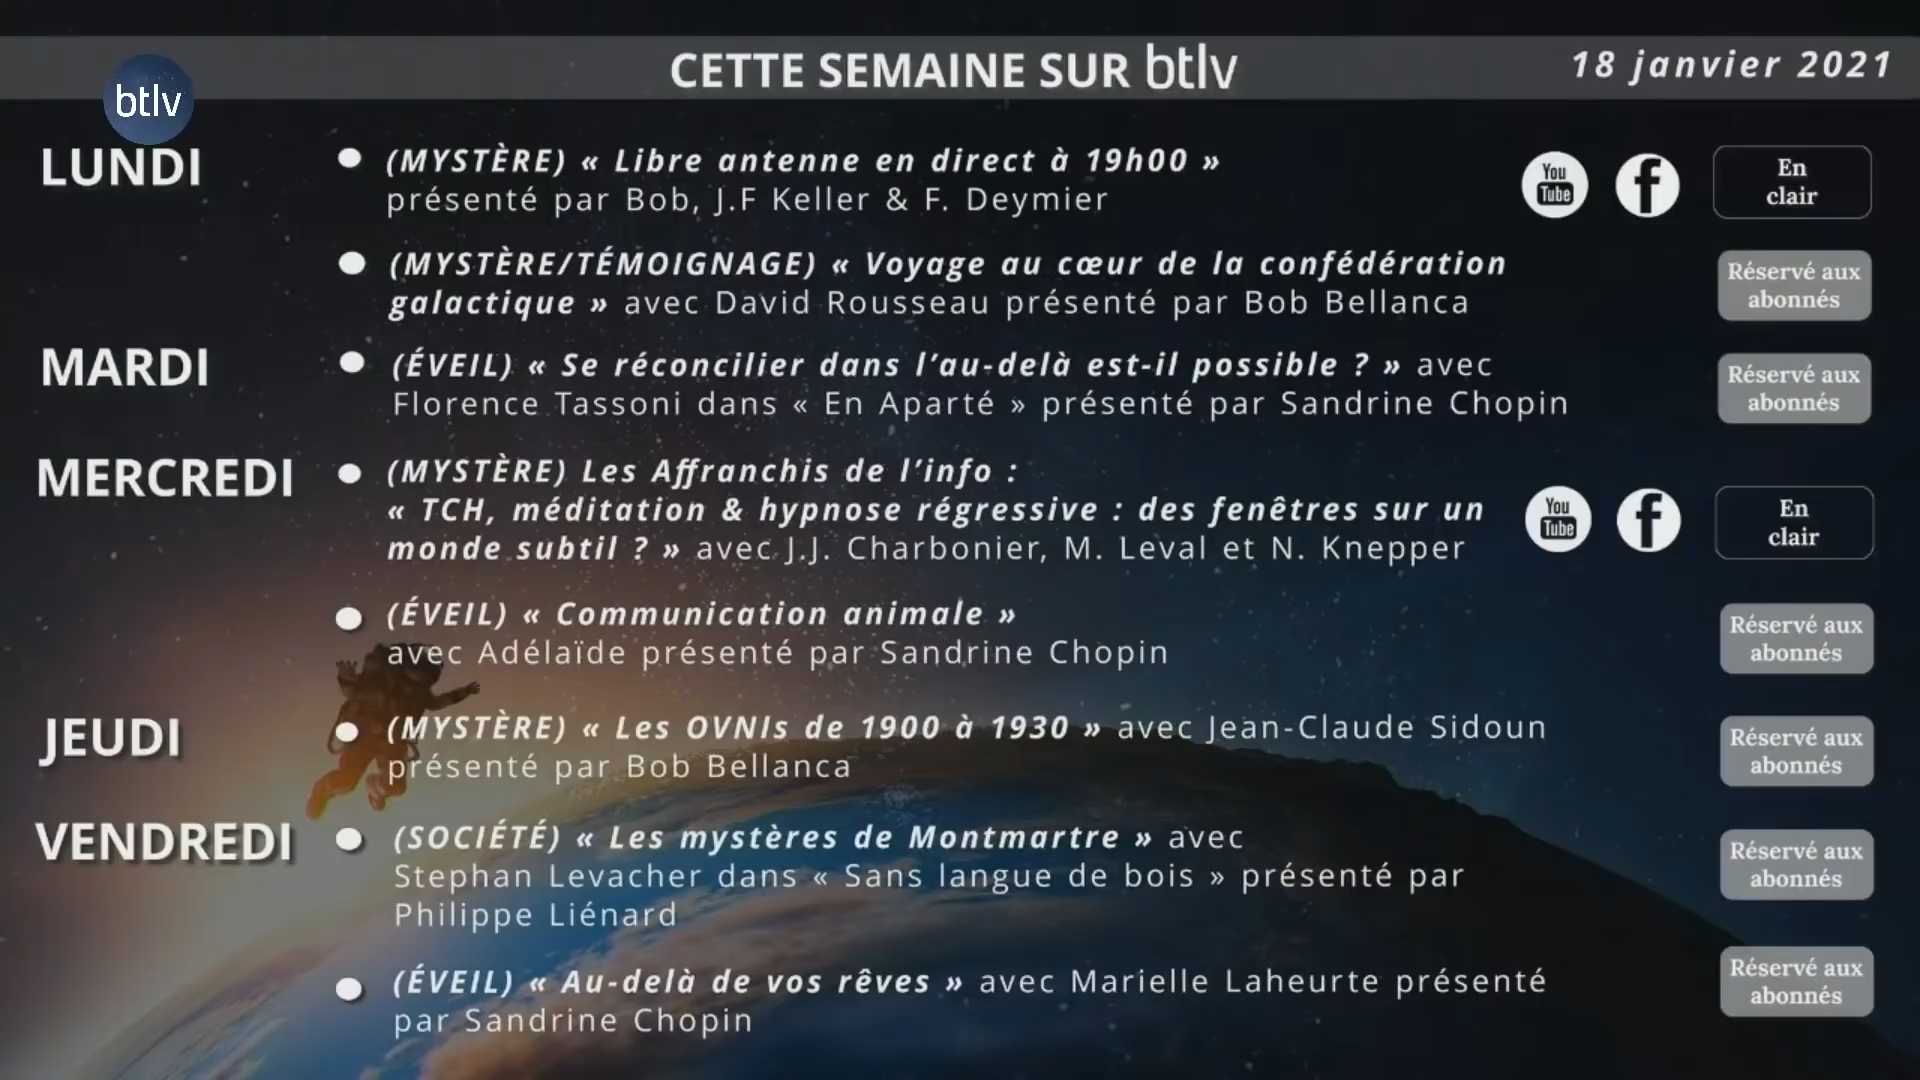 CETTE SEMAINE SUR btlv
18 janvier 2021
btlv
LUNDI
(MYSTÈRE) « Libre antenne en direct à 19h00 »
présenté par Bob, J.F Keller & F. Deymier
You
Tube
f
En
clair
(MYSTÈRE/TÉMOIGNAGE) « Voyage au cœur de la confédération
galactique » avec David Rousseau présenté par Bob Bellanca
Réservé aux
abonnés
MARDI
(ÉVEIL) « Se réconcilier dans l’au-delà est-il possible ? » avec
Florence Tassoni dans « En Aparté » présenté par Sandrine Chopin
Réservé aux
abonnés
MERCREDI
(MYSTÈRE) Les Affranchis de l’info :
« TCH, méditation & hypnose régressive : des fenêtres sur un
monde subtil ? » avec J.J. Charbonier, M. Leval et N. Knepper
You
Tube
f
En
clair
(ÉVEIL) « Communication animale »
avec Adélaïde présenté par Sandrine Chopin
Réservé aux
abonnés
JEUDI
(MYSTÈRE) « Les OVNIs de 1900 à 1930 » avec Jean-Claude Sidoun
présenté par Bob Bellanca
Réservé aux
abonnés
VENDREDI
(SOCIÉTÉ) « Les mystères de Montmartre » avec
Stephan Levacher dans « Sans langue de bois » présenté par
Philippe Liénard
Réservé aux
abonnés
(ÉVEIL) « Au-delà de vos rêves » avec Marielle Laheurte présenté
par Sandrine Chopin
Réservé aux
abonnés